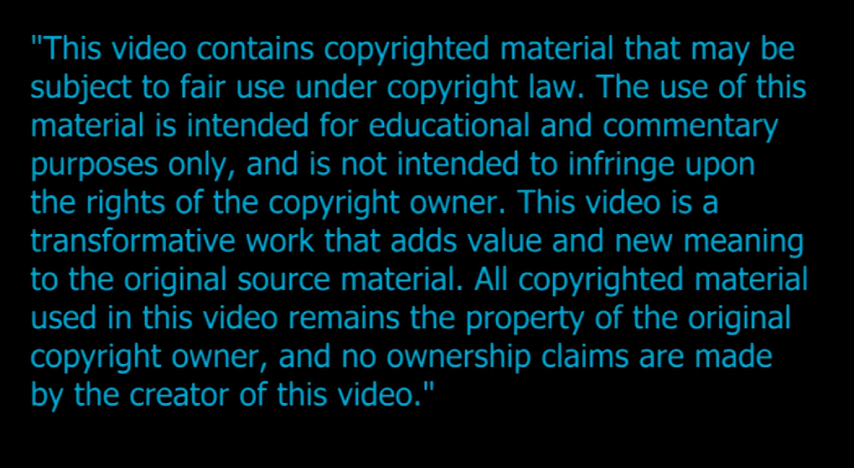 "This video contains copyrighted material that may be
subject to fair use under copyright law. The use of this
material is intended for educational and commentary
purposes only, and is not intended to infringe upon
the rights of the copyright owner. This video is a
transformative work that adds value and new meaning
to the original source material. All copyrighted material
used in this video remains the property of the original
copyright owner, and no ownership claims are made
by the creator of this video."